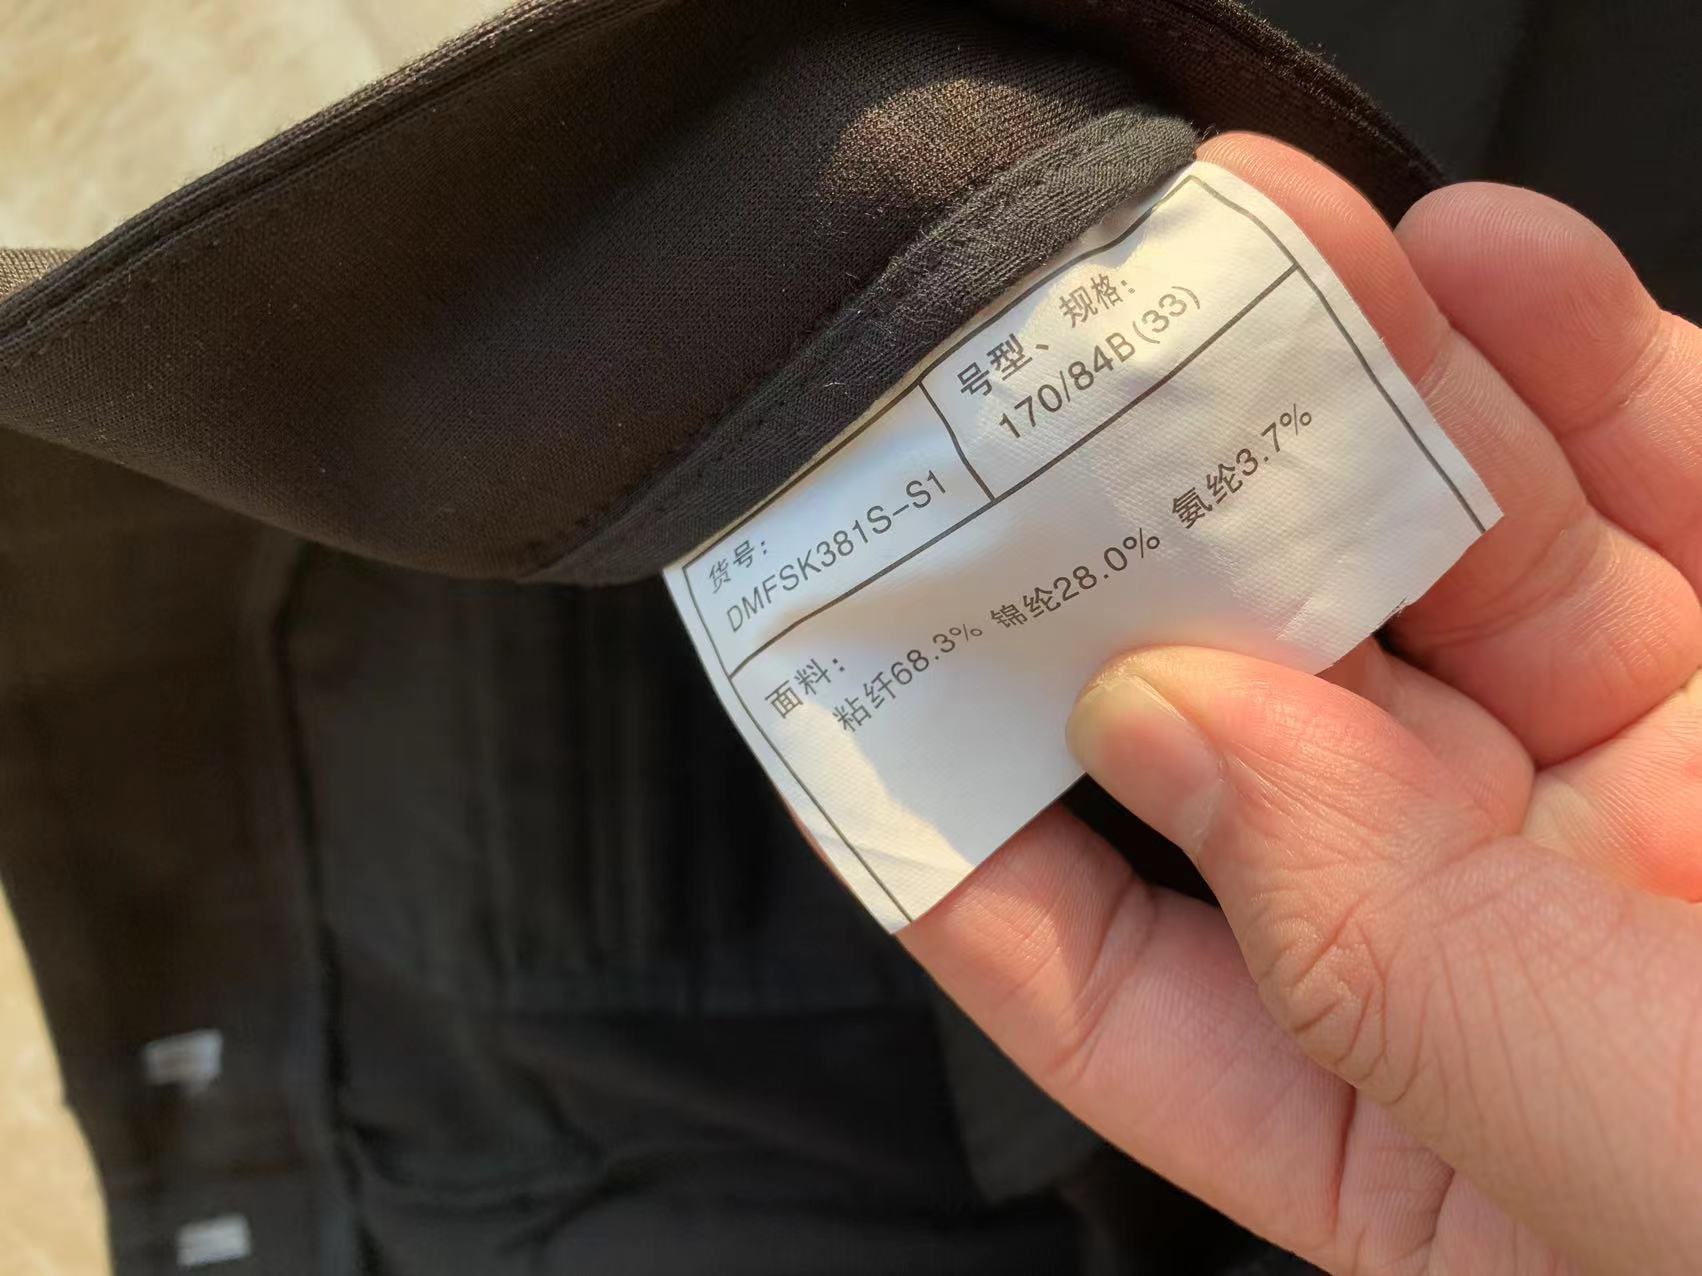 货号:
DMFSK381S-S1
号型、规格:
170/84B(33)
面料:
粘纤68.3% 锦纶28.0% 氨纶3.7%